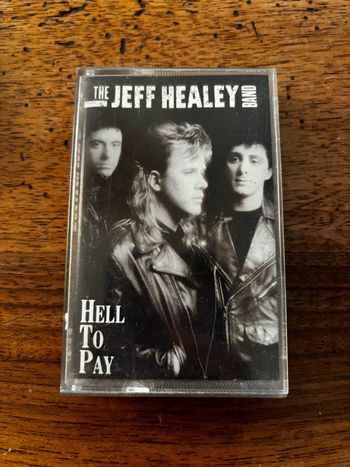 THE JEFF HEALEY BAND
HELL
TO
PAY